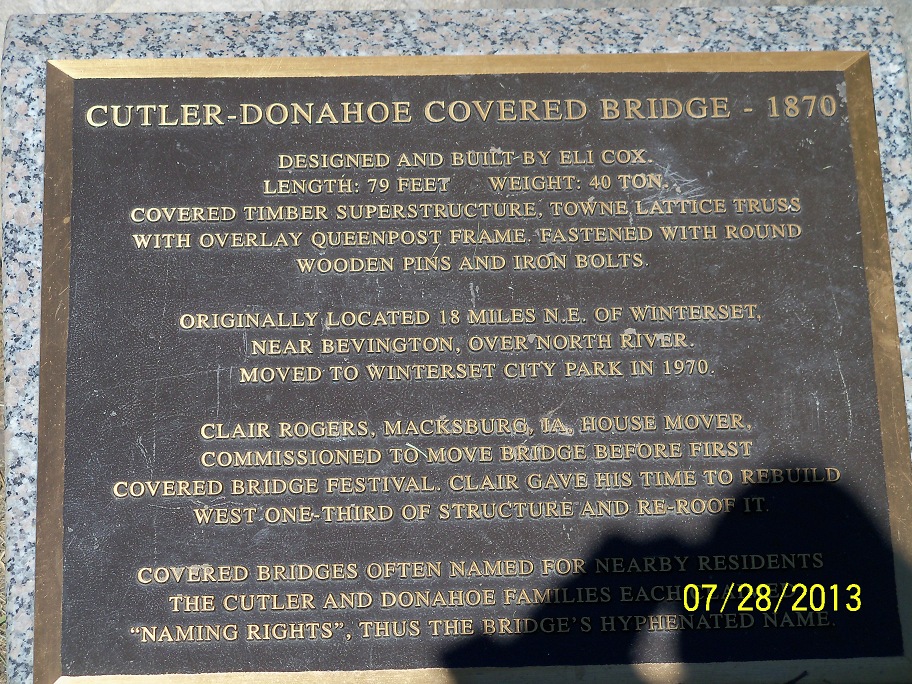 CUTLER-DONAHOE COVERED BRIDGE - 1870
DESIGNED AND BUILT BY ELI COX.
LENGTH: 79 FEET WEIGHT: 40 TON.
COVERED TIMBER SUPERSTRUCTURE, TOWNE LATTICE TRUSS
WITH OVERLAY QUEENPOST FRAME. FASTENED WITH ROUND
WOODEN PINS AND IRON BOLTS.
ORIGINALLY LOCATED 18 MILES N.E. OF WINTERSET,
NEAR BEVINGTON, OVER NORTH RIVER.
MOVED TO WINTERSET CITY PARK IN 1970.
CLAIR ROGERS, MACKSBURG, IA, HOUSE MOVER,
COMMISSIONED TO MOVE BRIDGE BEFORE FIRST
COVERED BRIDGE FESTIVAL. CLAIR GAVE HIS TIME TO REBUILD
WEST ONE-THIRD OF STRUCTURE AND RE-ROOF IT.
COVERED BRIDGES OFTEN NAMED FOR NEARBY RESIDENTS
THE CUTLER AND DONAHOE FAMILIES EACH
"NAMING RIGHTS", THUS THE BRIDGE'S HYPHENATED NAME.
07/28/2013